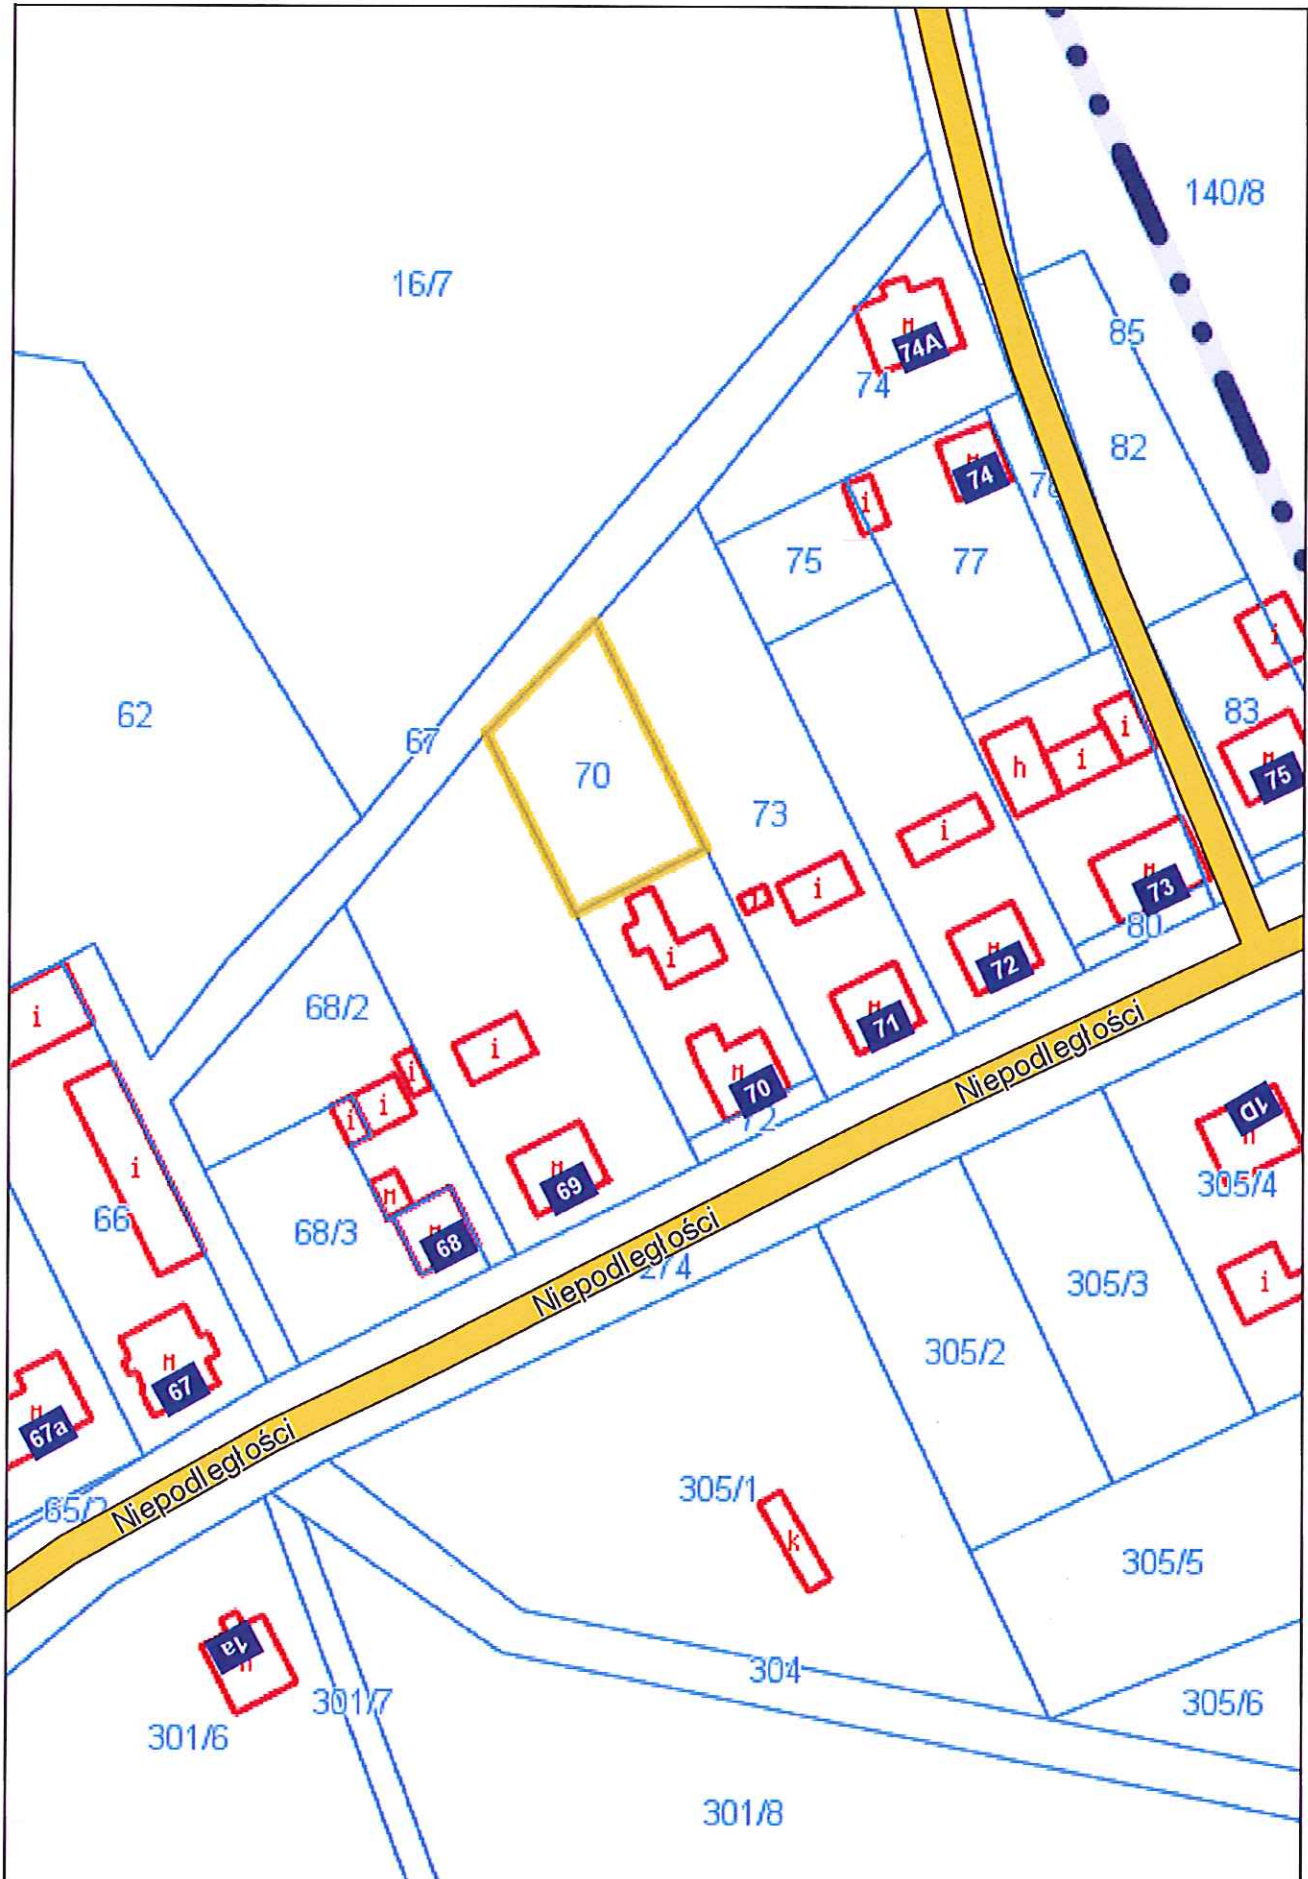 140/8
16/7
85
H
74A
74
82
H
74
i
75
77
i
62
67
83
70
i
73
h
i
H
75
i
H
73
z
i
80
i
H
72
i
68/2
H
71
i
i
Niepodległości
i
i
H
70
1D
72
i
H
H
69
305/4
66
68/3
H
68
Niepodległości
305/3
i
305/2
H
67
H
67a
Niepodległości
305/1
65/2
k
305/5
1a
304
301/7
305/6
301/6
301/8